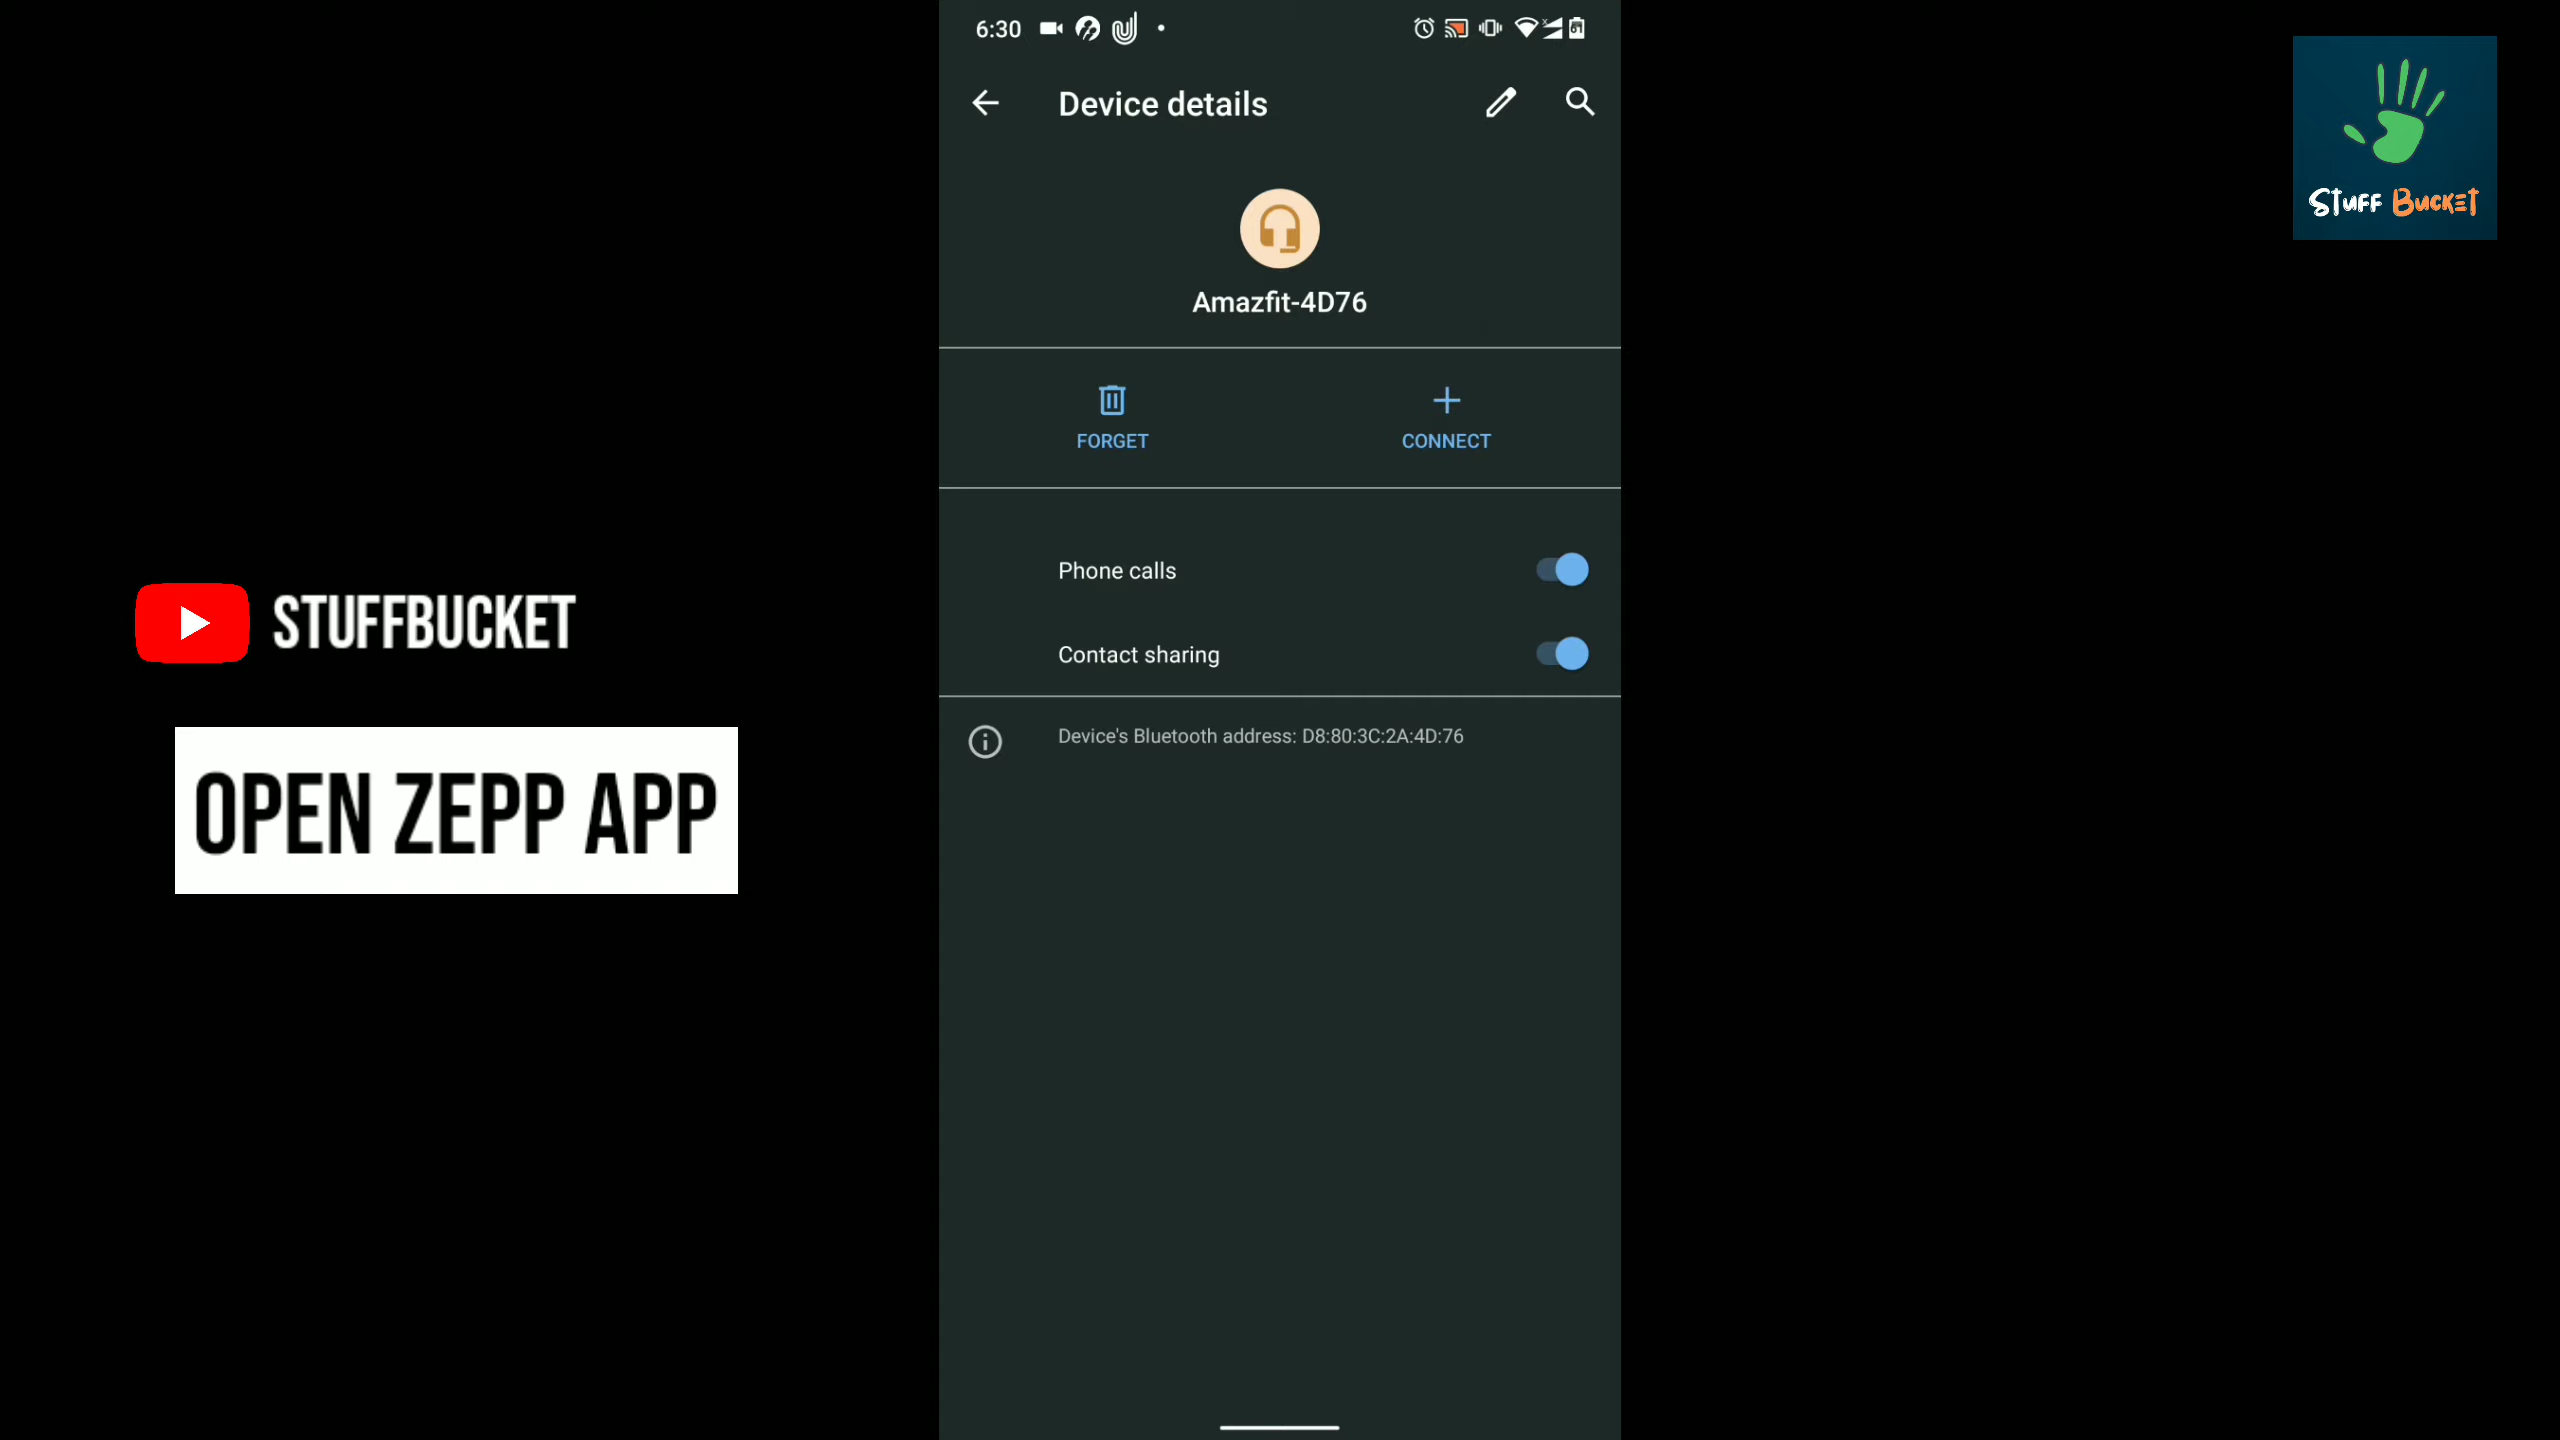 6:30
Device details
Amazfit-4D76
FORGET
CONNECT
Phone calls
Contact sharing
Device's Bluetooth address: D8:80:3C:2A:4D:76
STUFFBUCKET
OPEN ZEPP APP
Stuff Bucket